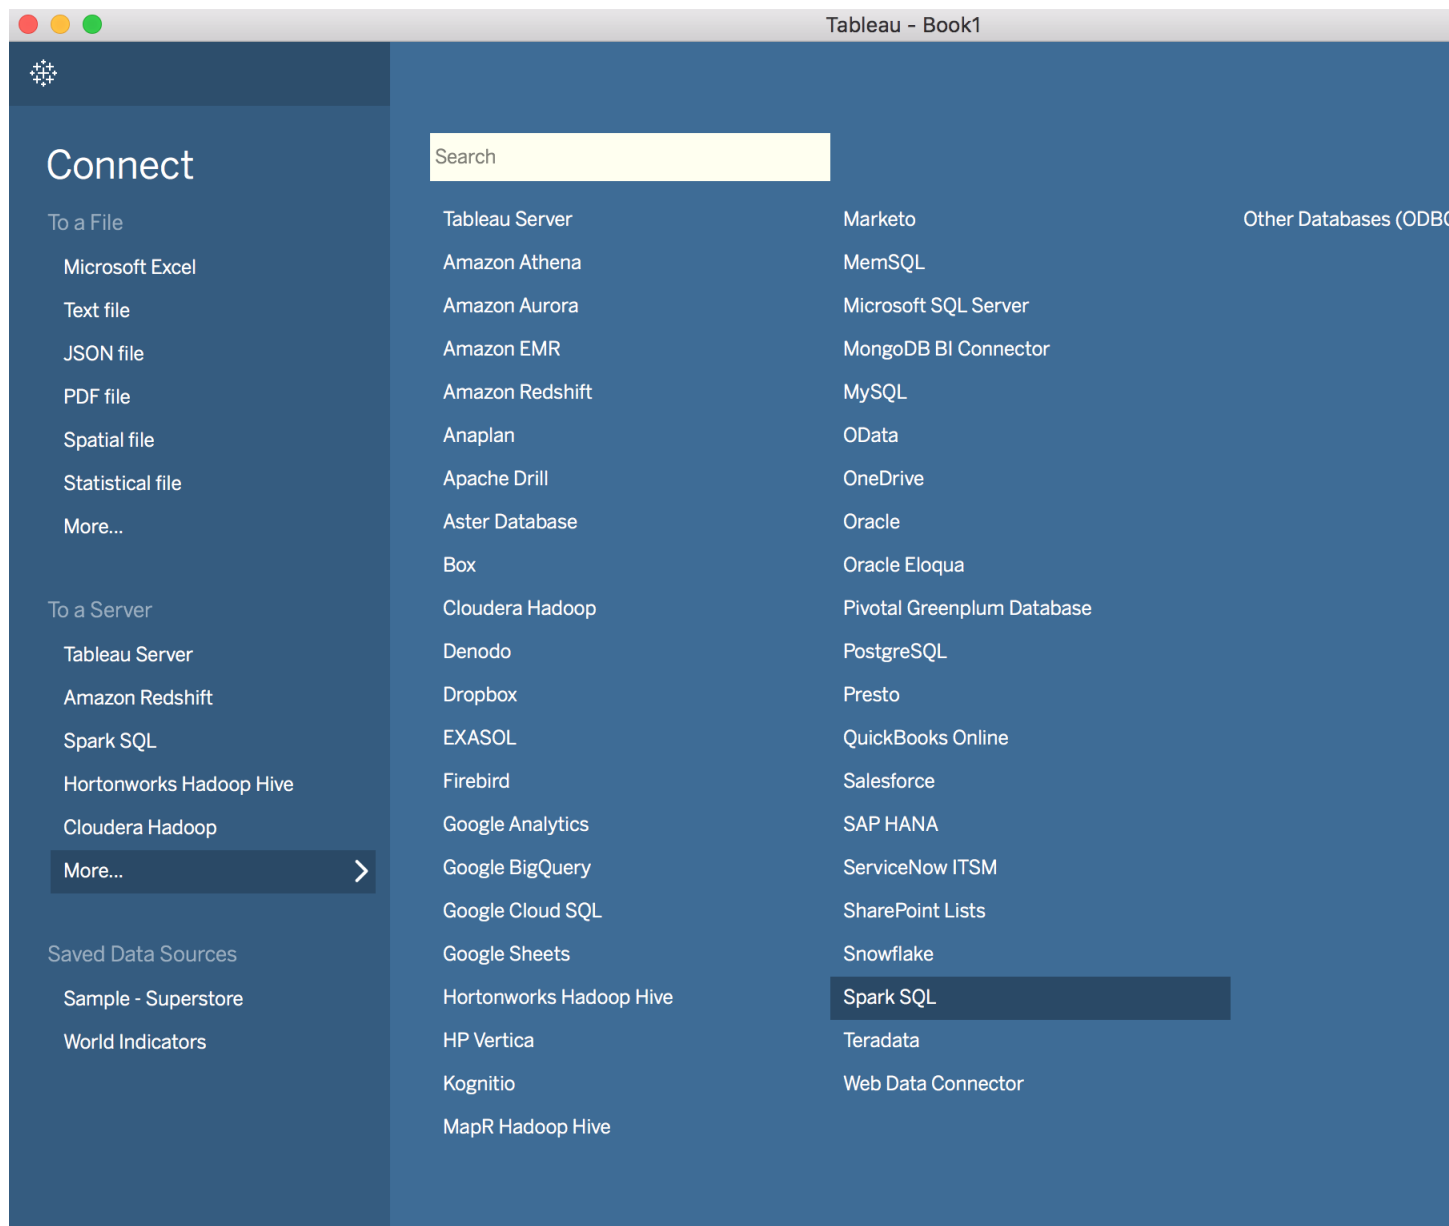 Tableau - Book1
Connect
To a File
Microsoft Excel
Text file
JSON file
PDF file
Spatial file
Statistical file
More...
To a Server
Tableau Server
Amazon Redshift
Spark SQL
Hortonworks Hadoop Hive
Cloudera Hadoop
More...
Saved Data Sources
Sample - Superstore
World Indicators
Search
Tableau Server
Amazon Athena
Amazon Aurora
Amazon EMR
Amazon Redshift
Anaplan
Apache Drill
Aster Database
Box
Cloudera Hadoop
Denodo
Dropbox
EXASOL
Firebird
Google Analytics
Google BigQuery
Google Cloud SQL
Google Sheets
Hortonworks Hadoop Hive
HP Vertica
Kognitio
MapR Hadoop Hive
Marketo
MemSQL
Microsoft SQL Server
MongoDB BI Connector
MySQL
OData
OneDrive
Oracle
Oracle Eloqua
Pivotal Greenplum Database
PostgreSQL
Presto
QuickBooks Online
Salesforce
SAP HANA
ServiceNow ITSM
SharePoint Lists
Snowflake
Spark SQL
Teradata
Web Data Connector
Other Databases